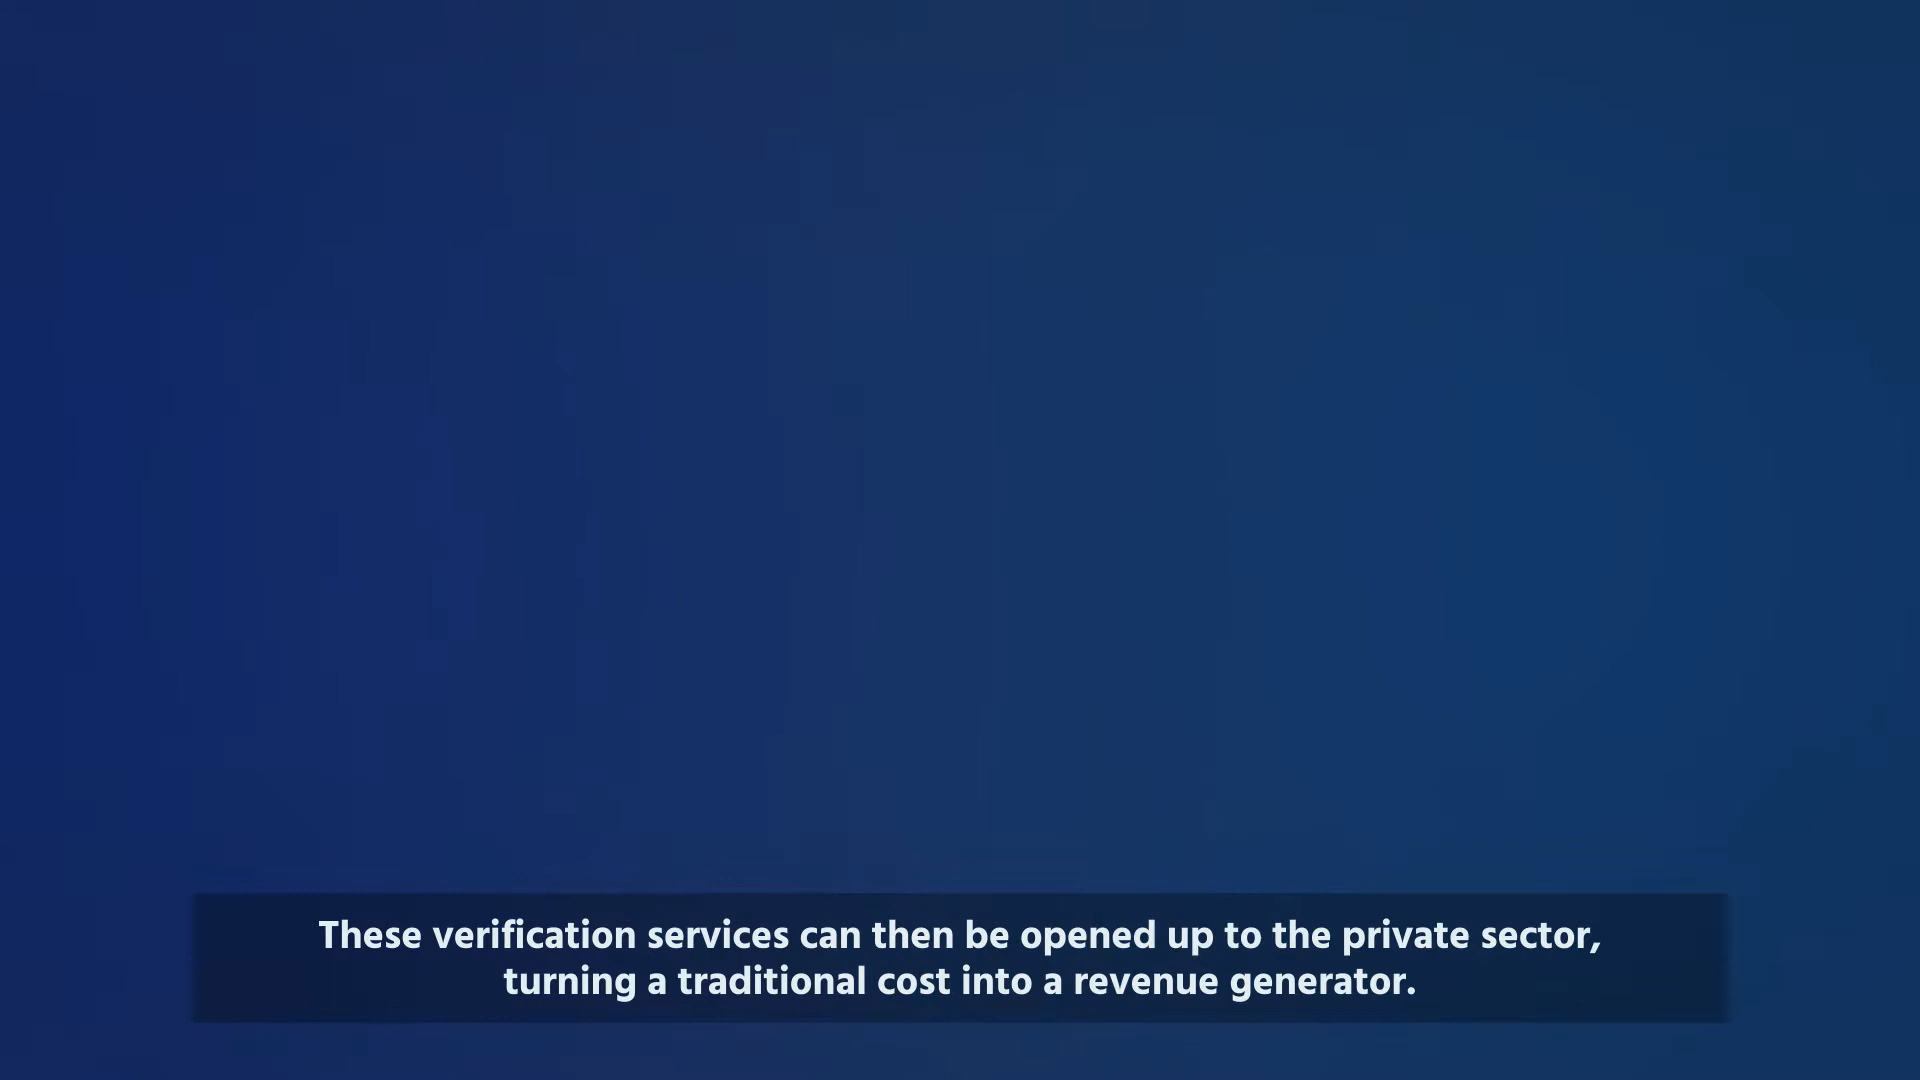 These verification services can then be opened up to the private sector,
turning a traditional cost into a revenue generator.